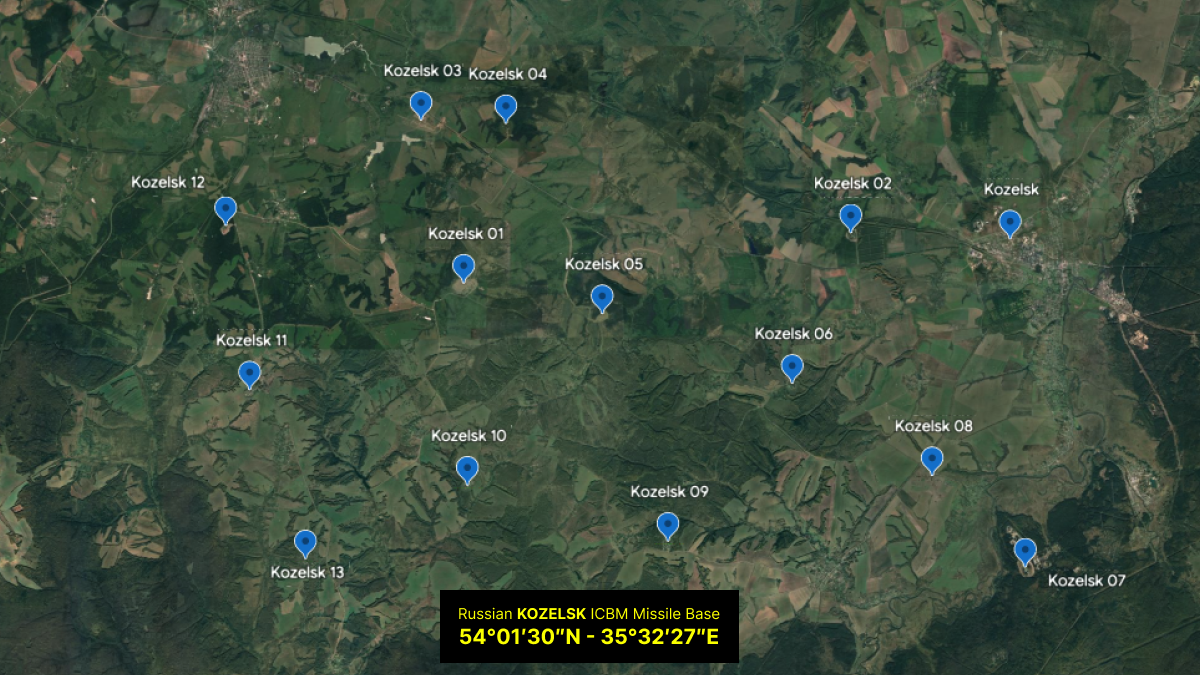 Kozelsk 03
Kozelsk 04
Kozelsk 12
Kozelsk 02
Kozelsk
Kozelsk 01
Kozelsk 05
Kozelsk 11
Kozelsk 06
Kozelsk 10
Kozelsk 08
Kozelsk 09
Kozelsk 13
Kozelsk 07
Russian KOZELSK ICBM Missile Base
54°01′30″N - 35°32′27″E